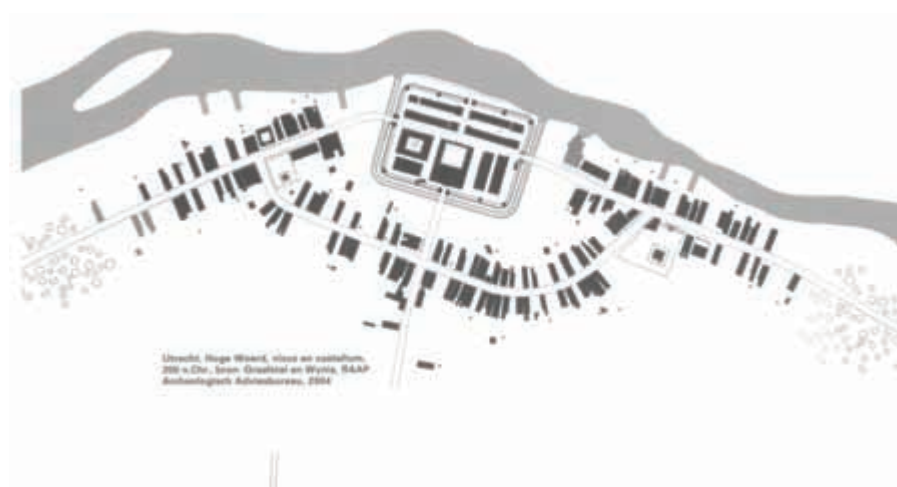 Utrecht, Hoge Woerd, vicus en castellum,
200 n.Chr., bron: Graafstal en Wynia, RAAP
Archeologisch Adviesbureau, 2004